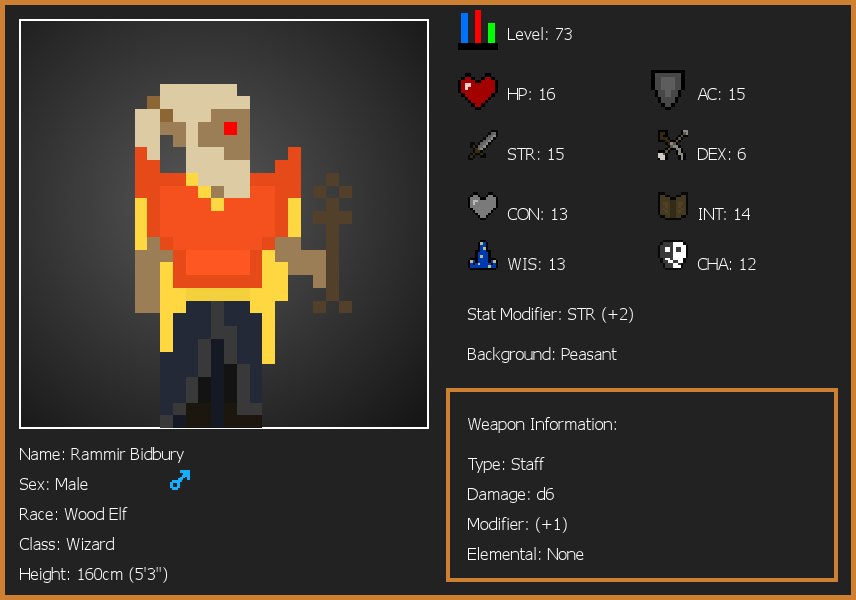 Level: 73
HP: 16
AC: 15
STR: 15
DEX: 6
CON: 13
INT: 14
WIS: 13
CHA: 12
Stat Modifier: STR (+2)
Background: Peasant
Weapon Information:
Type: Staff
Damage: d6
Modifier: (+1)
Elemental: None
Name: Rammir Bidbury
Sex: Male
Race: Wood Elf
Class: Wizard
Height: 160cm (5'3")